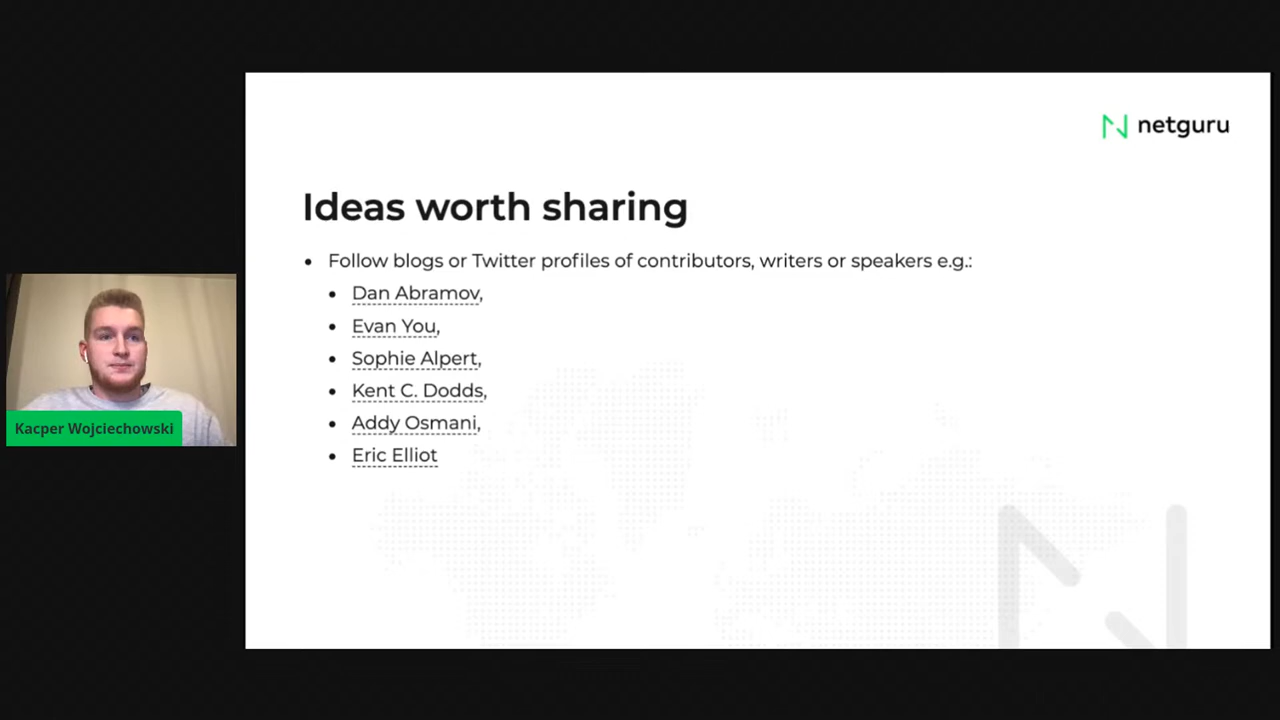 netguru
Ideas worth sharing
• Follow blogs or Twitter profiles of contributors, writers or speakers e.g.:
• Dan Abramov,
• Evan You,
• Sophie Alpert,
• Kent C. Dodds,
• Addy Osmani,
• Eric Elliot
Kacper Wojciechowski